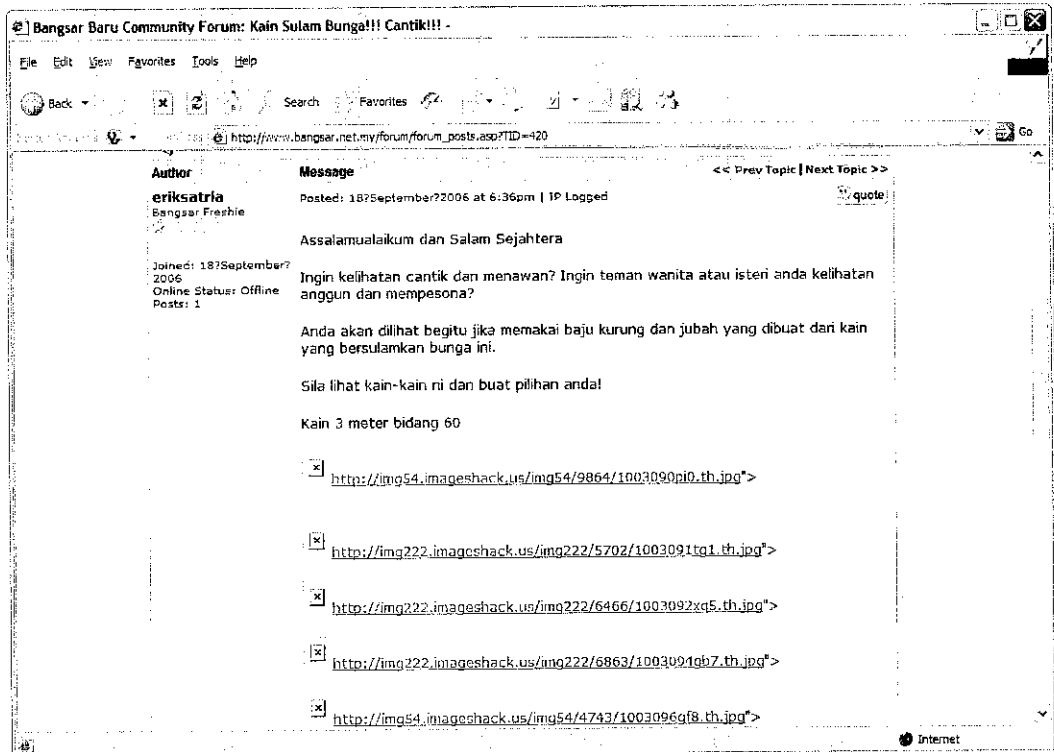 Bangsar Baru Community Forum: Kain Sulam Bunga!!! Cantik!!! -
File Edit View Favorites Tools Help
Back Search Favorites
http://www.bangsar.net.my/forum/forum_posts.asp?TID=420 Go
Author Message << Prev Topic | Next Topic >>
eriksatria Posted: 18?September?2006 at 6:36pm | IP Logged quote
Bangsar Freshie
Assalamualaikum dan Salam Sejahtera
Joined: 18?September?
2006
Online Status: Offline
Posts: 1
Ingin kelihatan cantik dan menawan? Ingin teman wanita atau isteri anda kelihatan
anggun dan mempesona?
Anda akan dilihat begitu jika memakai baju kurung dan jubah yang dibuat dari kain
yang bersulamkan bunga ini.
Sila lihat kain-kain ni dan buat pilihan anda!
Kain 3 meter bidang 60
http://img54.imageshack.us/img54/9864/1003090pi0.th.jpg">
http://img222.imageshack.us/img222/5702/1003091tg1.th.jpg">
http://img222.imageshack.us/img222/6466/1003092xq5.th.jpg">
http://img222.imageshack.us/img222/6863/1003094gb7.th.jpg">
http://img54.imageshack.us/img54/4743/1003096gf8.th.jpg">
Internet